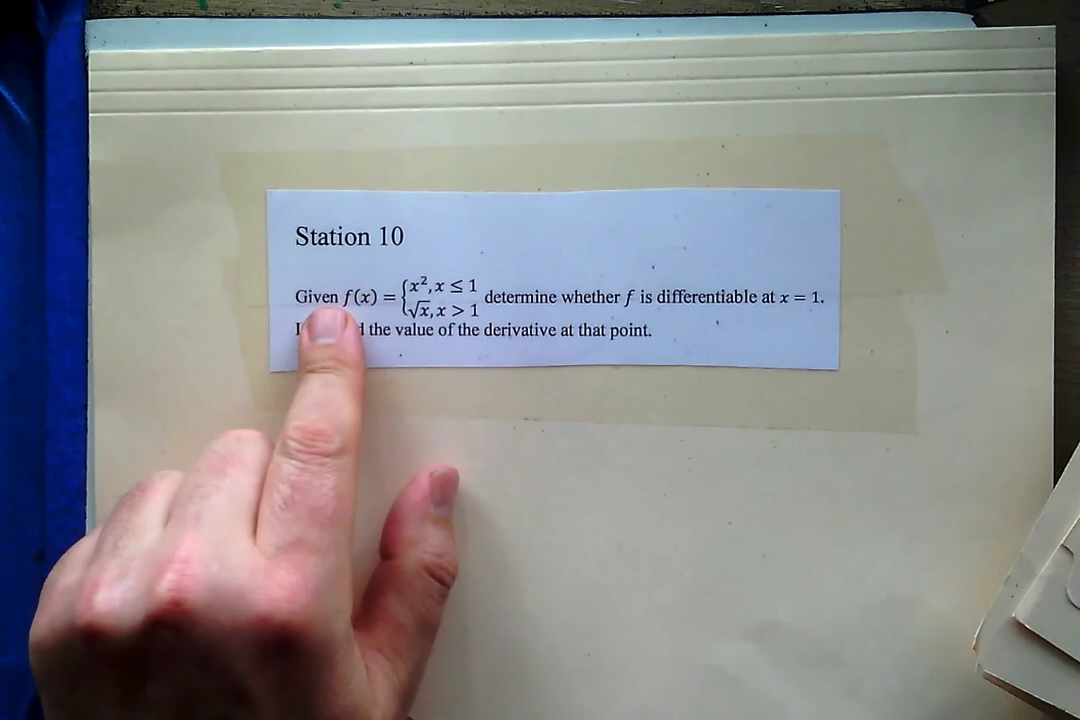 Station 10
Given f(x) = {x², x ≤ 1
√x, x > 1 determine whether f is differentiable at x = 1.
the value of the derivative at that point.